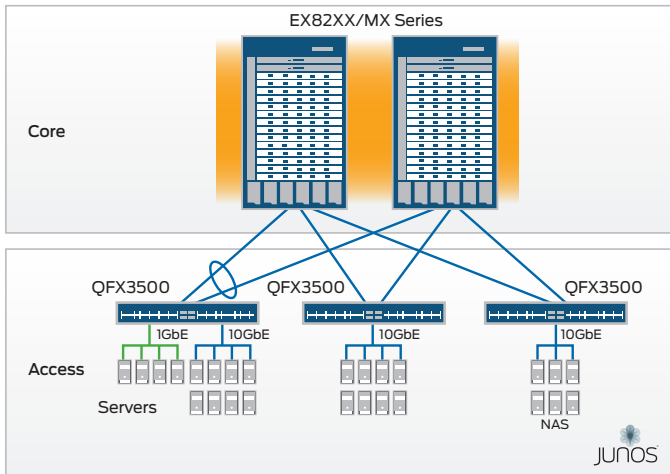 EX82XX/MX Series
Core
QFX3500
QFX3500
QFX3500
1GbE
10GbE
10GbE
10GbE
Access
Servers
NAS
JUNOS